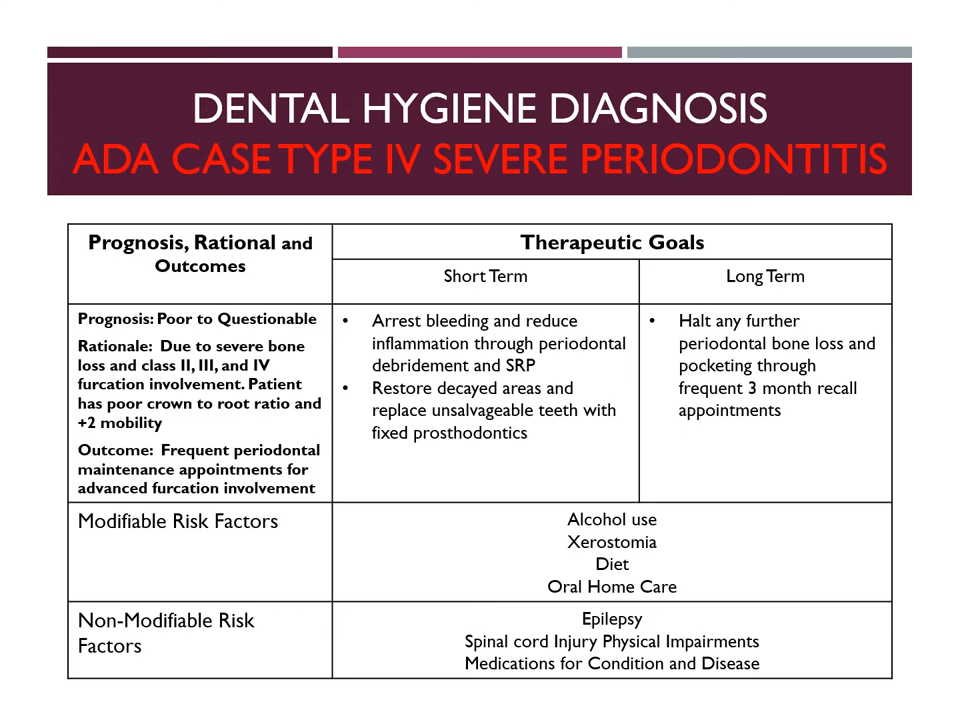 DENTAL HYGIENE DIAGNOSIS
ADA CASE TYPE IV SEVERE PERIODONTITIS
Prognosis, Rational and
Outcomes
Therapeutic Goals
Short Term
Long Term
Prognosis: Poor to Questionable
Rationale: Due to severe bone
loss and class II, III, and IV
furcation involvement. Patient
has poor crown to root ratio and
+2 mobility
Outcome: Frequent periodontal
maintenance appointments for
advanced furcation involvement
• Arrest bleeding and reduce
inflammation through periodontal
debridement and SRP
• Restore decayed areas and
replace unsalvageable teeth with
fixed prosthodontics
• Halt any further
periodontal bone loss and
pocketing through
frequent 3 month recall
appointments
Modifiable Risk Factors
Alcohol use
Xerostomia
Diet
Oral Home Care
Non-Modifiable Risk
Factors
Epilepsy
Spinal cord Injury Physical Impairments
Medications for Condition and Disease